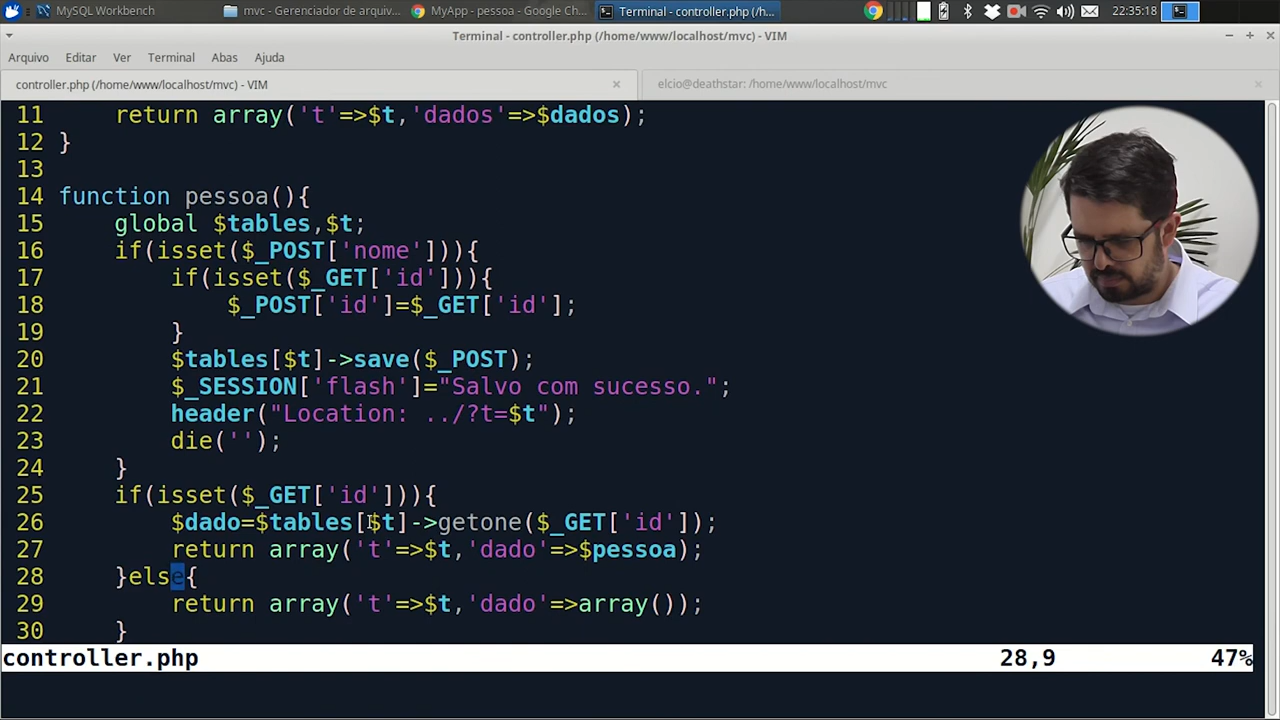 MySQL Workbench
mvc - Gerenciador de arquiv...
MyApp - pessoa - Google Ch...
Terminal - controller.php (/h...
22:35:18
Terminal - controller.php (/home/www/localhost/mvc) - VIM
Arquivo Editar Ver Terminal Abas Ajuda
controller.php (/home/www/localhost/mvc) - VIM
elcio@deathstar: /home/www/localhost/mvc
11 return array('t'=>$t,'dados'=>$dados);
12 }
13
14 function pessoa(){
15 global $tables,$t;
16 if(isset($_POST['nome'])){
17 if(isset($_GET['id'])){
18 $_POST['id']=$_GET['id'];
19 }
20 $tables[$t]->save($_POST);
21 $_SESSION['flash']="Salvo com sucesso.";
22 header("Location: ../?t=$t");
23 die('');
24 }
25 if(isset($_GET['id'])){
26 $dado=$tables[$t]->getone($_GET['id']);
27 return array('t'=>$t,'dado'=>$pessoa);
28 }else{
29 return array('t'=>$t,'dado'=>array());
30 }
controller.php 28,9 47%